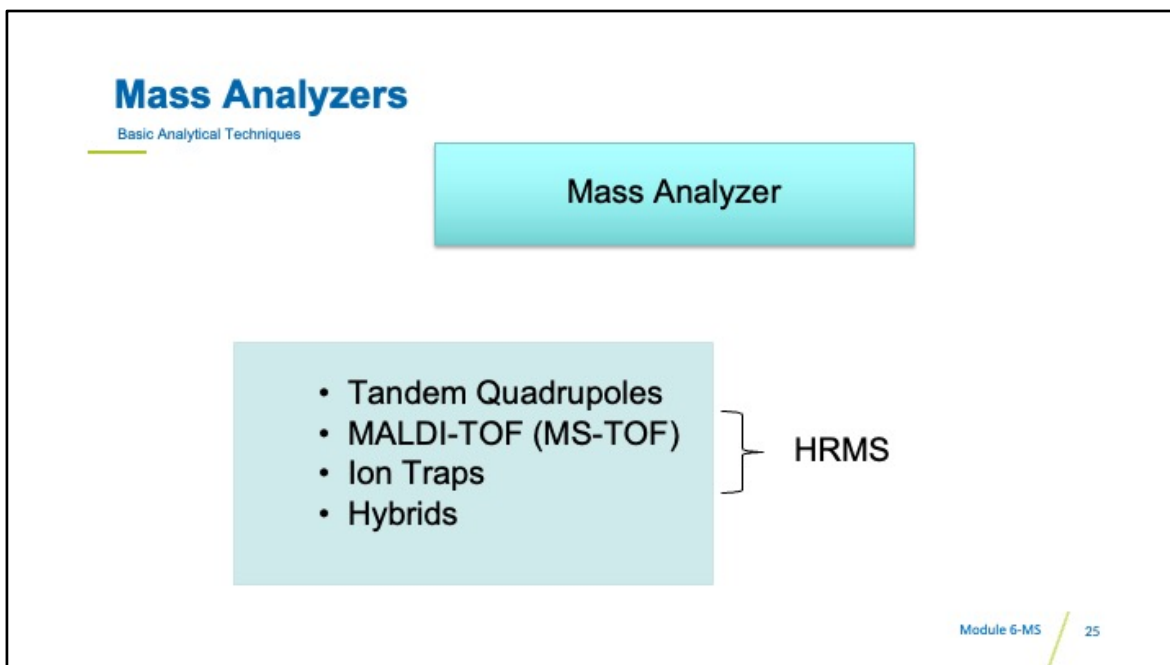 Mass Analyzers
Basic Analytical Techniques
Mass Analyzer
• Tandem Quadrupoles
• MALDI-TOF (MS-TOF)
• Ion Traps
• Hybrids
HRMS
Module 6-MS 25